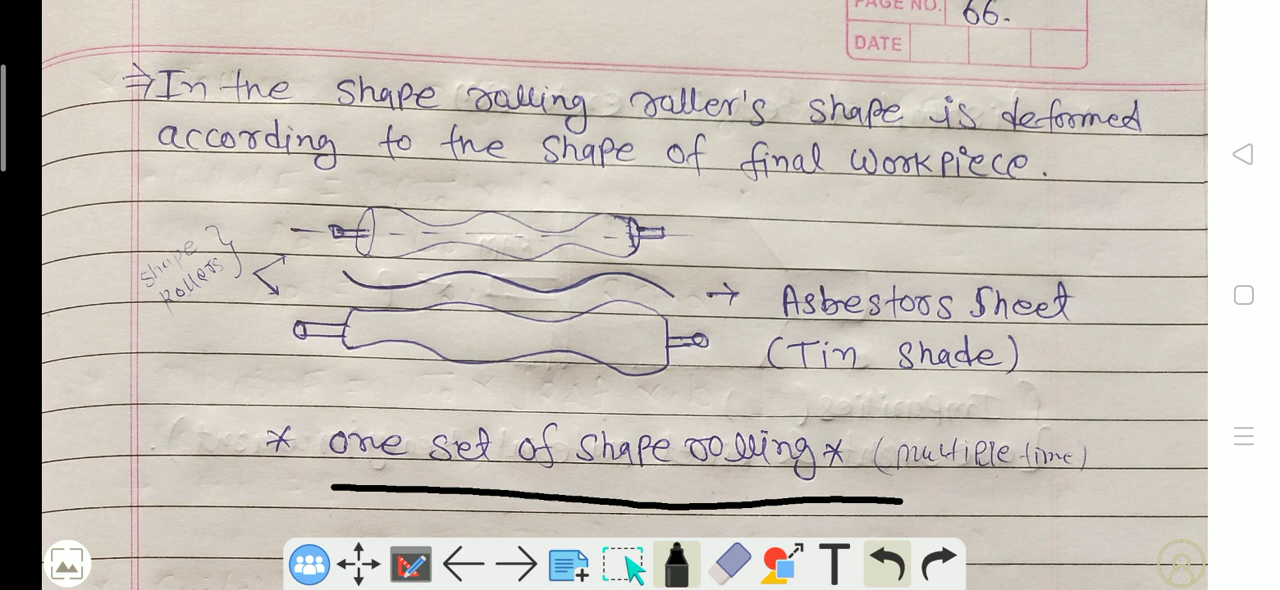 PAGE NO. 66.
DATE
⇒ In the shape rolling roller's shape is deformed
according to the shape of final workpiece.
shape
Rollers
→ Asbestors Sheet
(Tin Shade)
* one set of shape rolling * (multiple time)
T